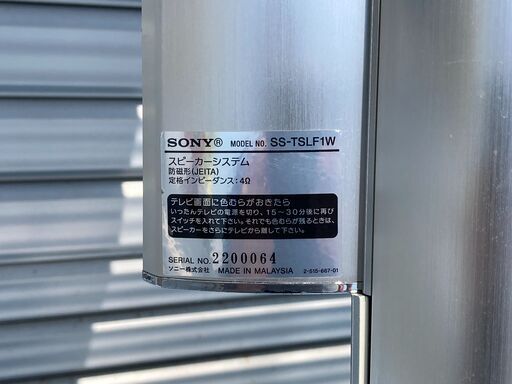 SONY® MODEL NO. SS-TSLF1W
スピーカーシステム
防磁形(JEITA)
定格インピーダンス:4Ω
テレビ画面に色むらがおきたら
いったんテレビの電源を切り、15～30分後に再び
スイッチを入れて下さい。それでも色むらが残るときは、
スピーカーをさらにテレビから離して下さい。
SERIAL NO. 2200064
ソニー株式会社 MADE IN MALAYSIA 2-515-667-01